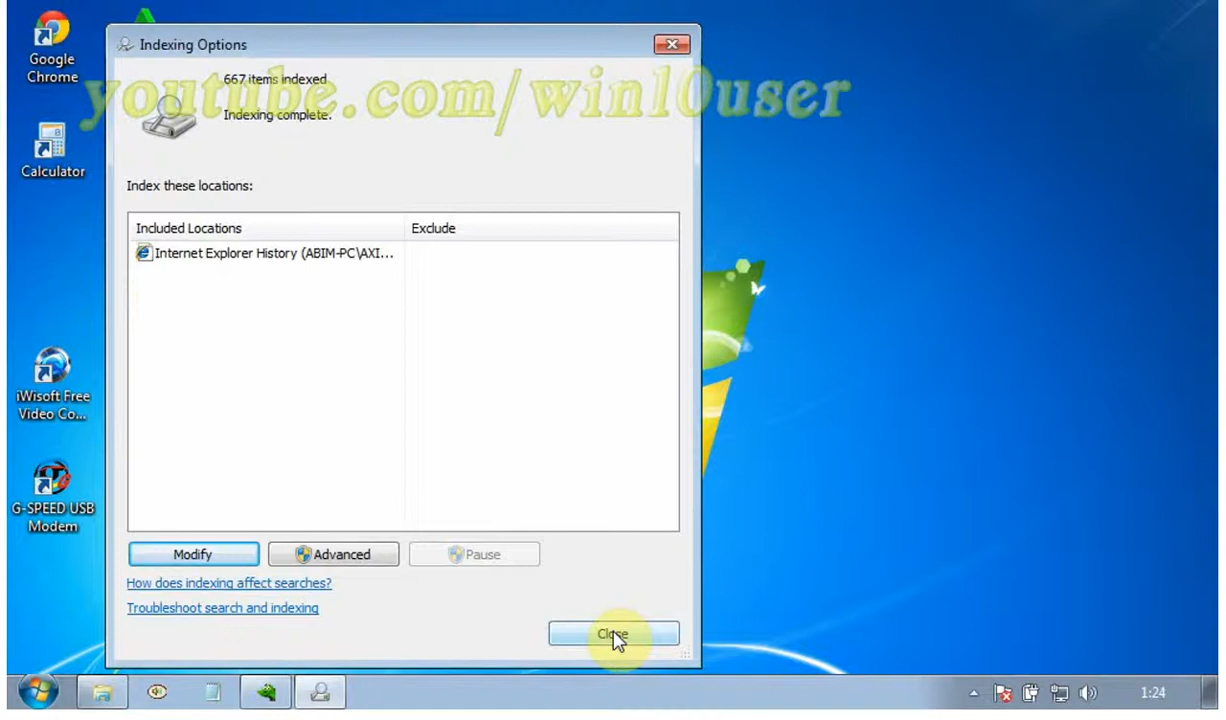 Google
Chrome
Calculator
iWisoft Free
Video Co...
G-SPEED USB
Modem
Indexing Options
667 items indexed
youtube.com/win10user
Indexing complete.
Index these locations:
Included Locations
Exclude
Internet Explorer History (ABIM-PC\AXI...
Modify
Advanced
Pause
How does indexing affect searches?
Troubleshoot search and indexing
Close
1:24